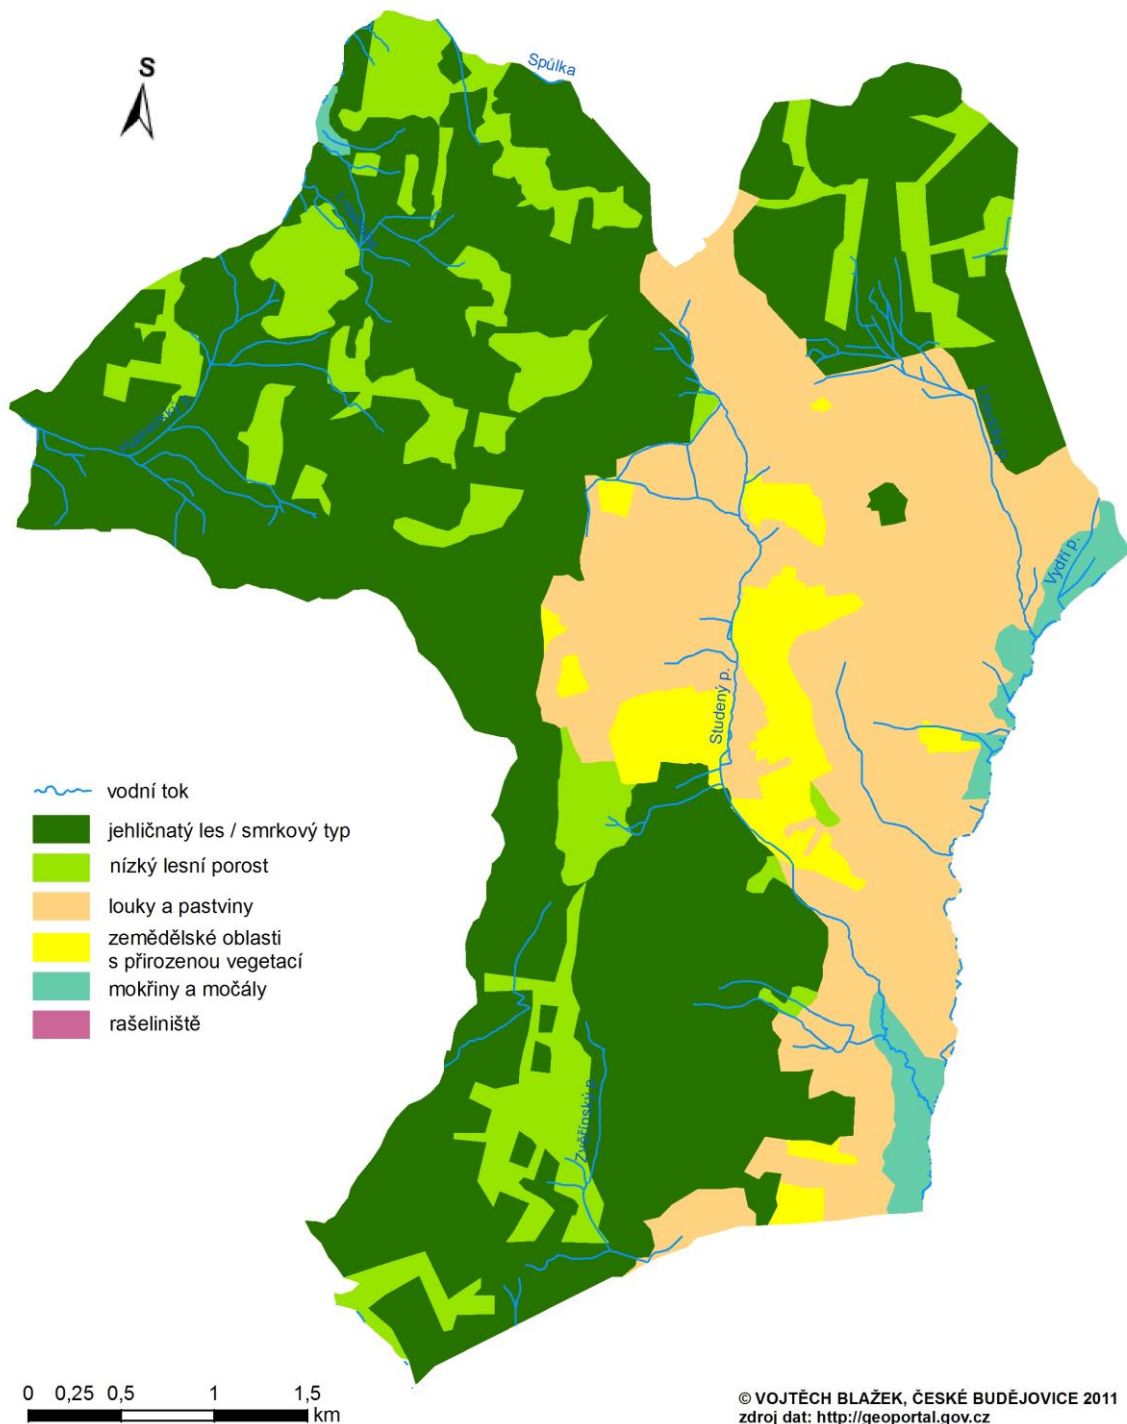 S
Spůlka
Studený p.
Vydří p.
Zvěřínský p.
vodní tok
jehličnatý les / smrkový typ
nízký lesní porost
louky a pastviny
zemědělské oblasti
s přirozenou vegetací
mokřiny a močály
rašeliniště
0 0,25 0,5 1 1,5
km
© VOJTĚCH BLAŽEK, ČESKÉ BUDĚJOVICE 2011
zdroj dat: http://geoportal.gov.cz